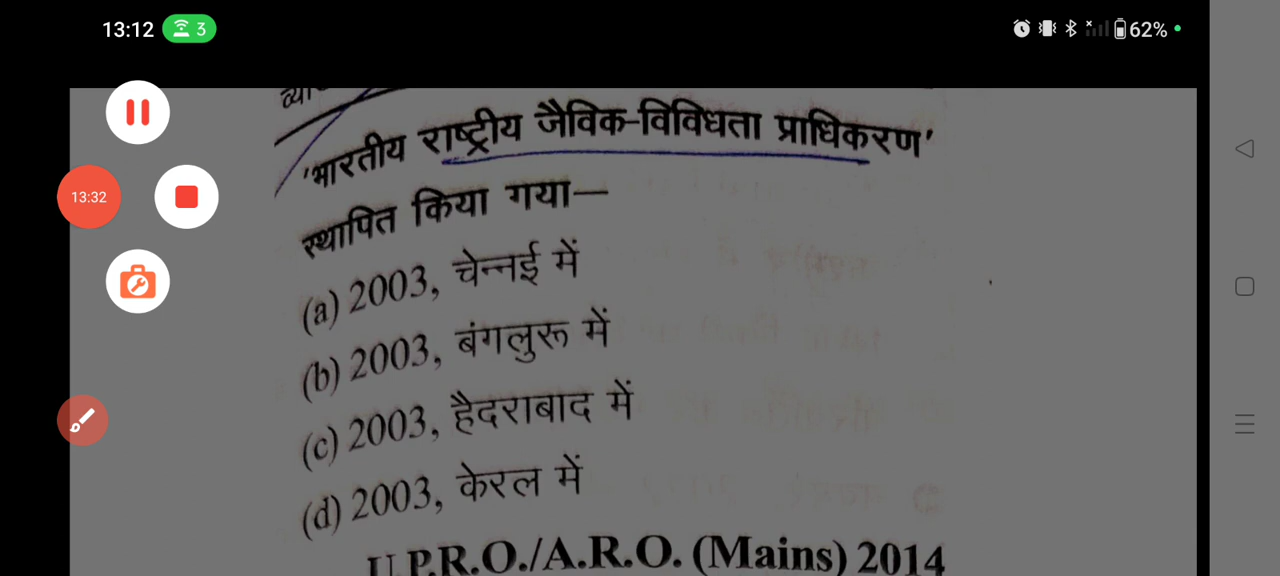 13:12 3 62%
'भारतीय राष्ट्रीय जैविक-विविधता प्राधिकरण'
स्थापित किया गया—
(a) 2003, चेन्नई में
13:32
(b) 2003, बंगलुरू में
(c) 2003, हैदराबाद में
(d) 2003, केरल में
U.P.R.O./A.R.O. (Mains) 2014